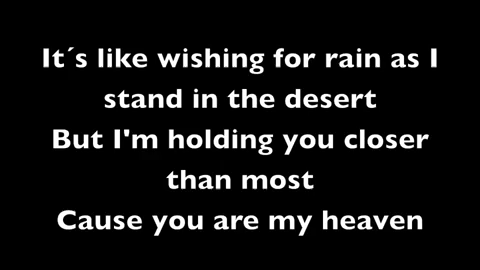 It´s like wishing for rain as I
stand in the desert
But I'm holding you closer
than most
Cause you are my heaven